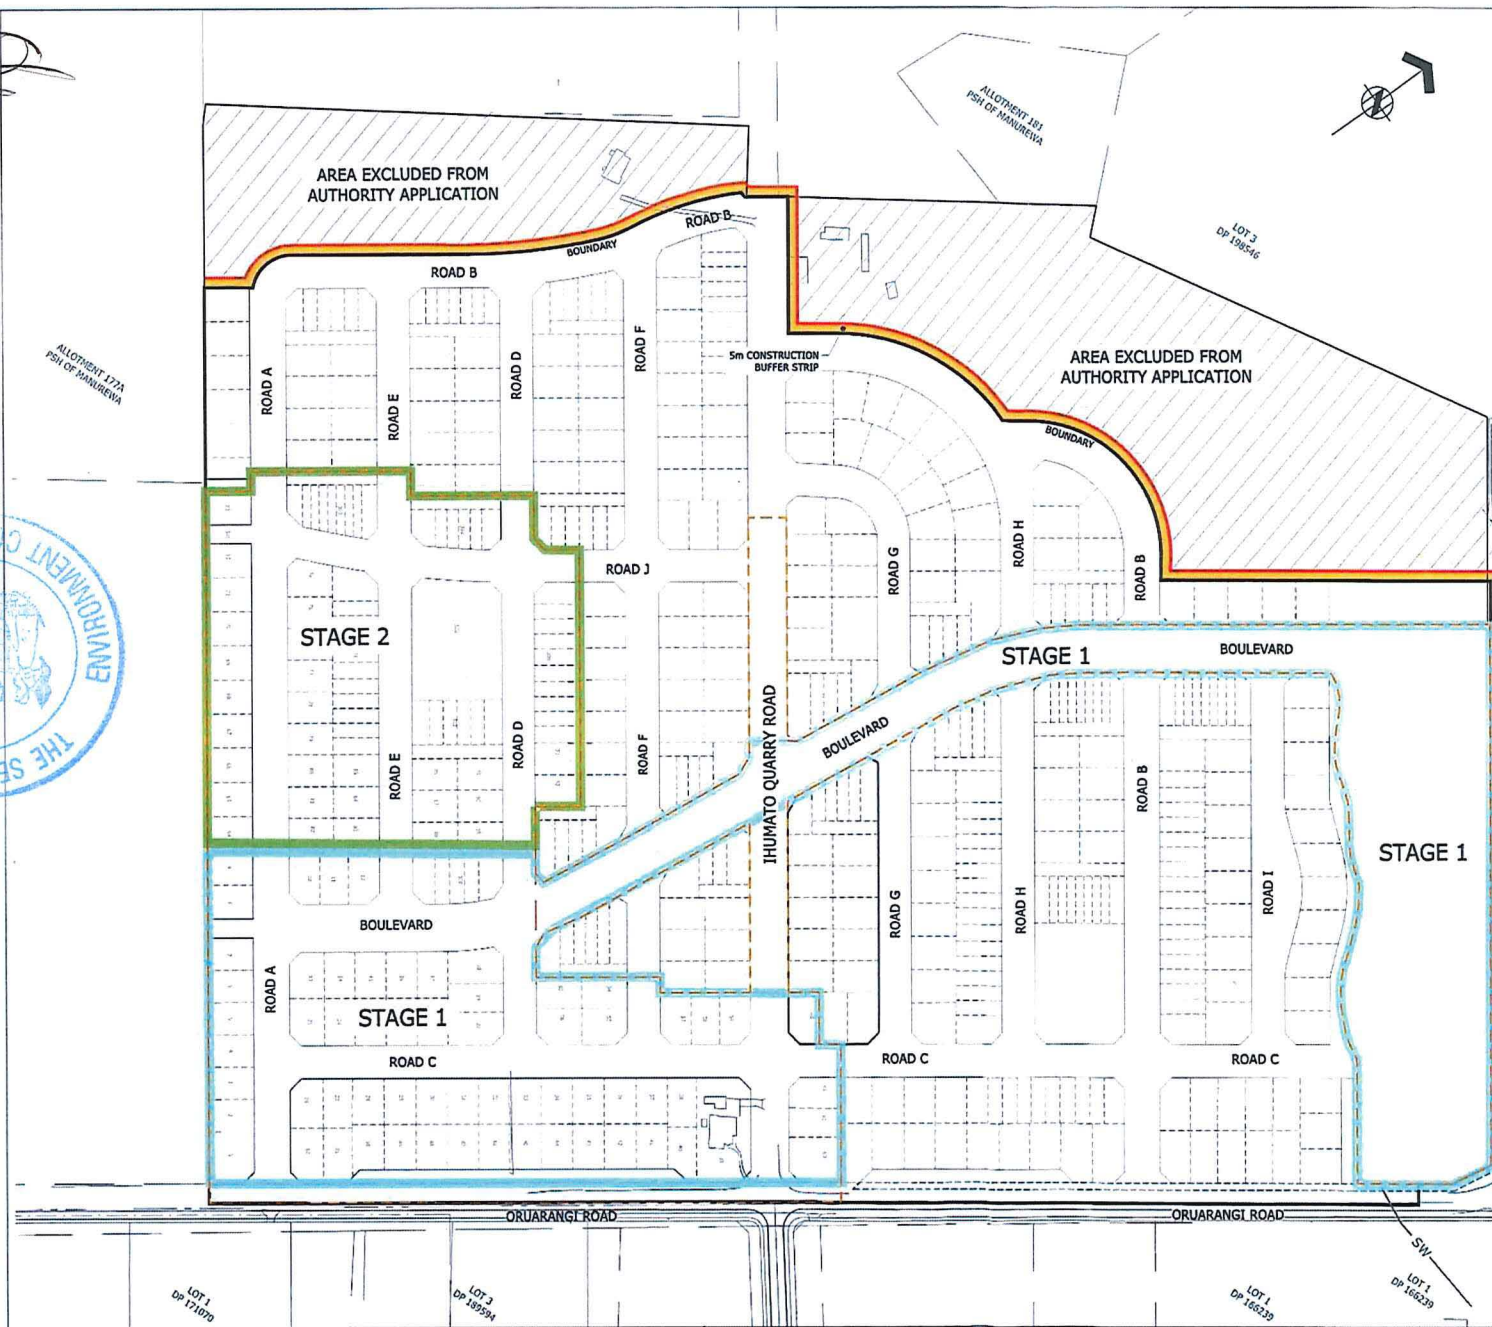 ALLOTMENT 181
PSH OF MANUREWA
AREA EXCLUDED FROM
AUTHORITY APPLICATION
LOT 3
DP 198546
ROAD B
BOUNDARY
ROAD B
5m CONSTRUCTION
BUFFER STRIP
AREA EXCLUDED FROM
AUTHORITY APPLICATION
ALLOTMENT 177A
PSH OF MANUREWA
ROAD A
ROAD E
ROAD D
ROAD F
BOUNDARY
ROAD J
ROAD G
ROAD H
ROAD B
ENVIRONMENT
THE SE
STAGE 2
STAGE 1
BOULEVARD
BOULEVARD
IHUMATO QUARRY ROAD
ROAD E
ROAD D
ROAD F
ROAD B
STAGE 1
ROAD G
ROAD H
ROAD I
BOULEVARD
ROAD A
STAGE 1
ROAD C
ROAD C
ROAD C
ORUARANGI ROAD
ORUARANGI ROAD
SW
LOT 1
DP 171070
LOT 3
DP 189594
LOT 1
DP 166239
LOT 1
DP 166239